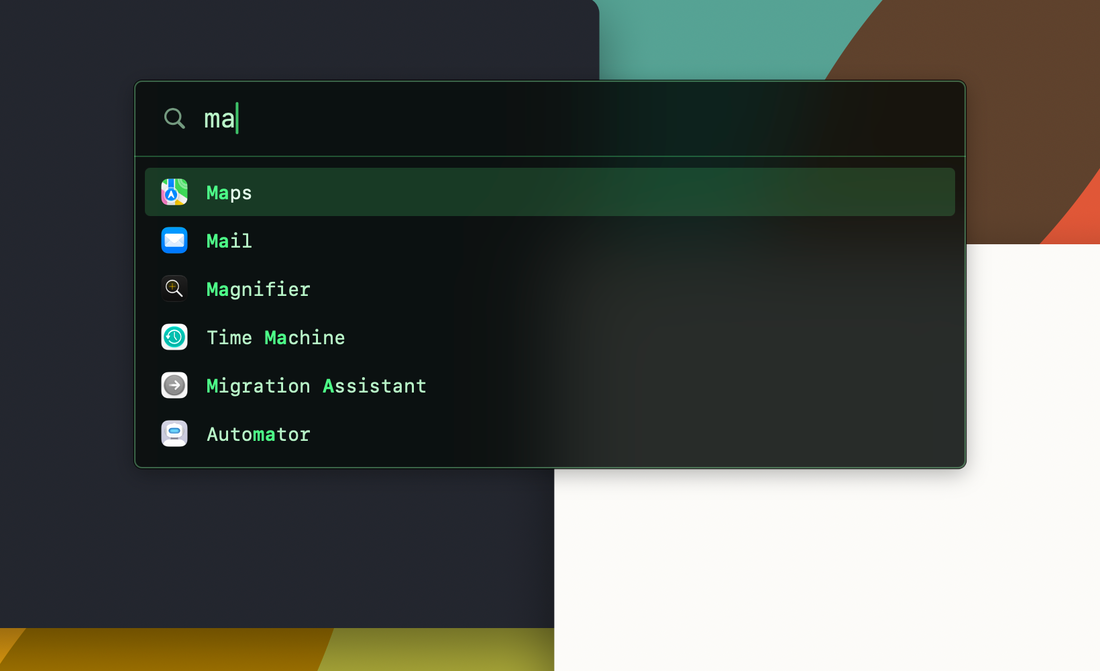 ma
Maps
Mail
Magnifier
Time Machine
Migration Assistant
Automator